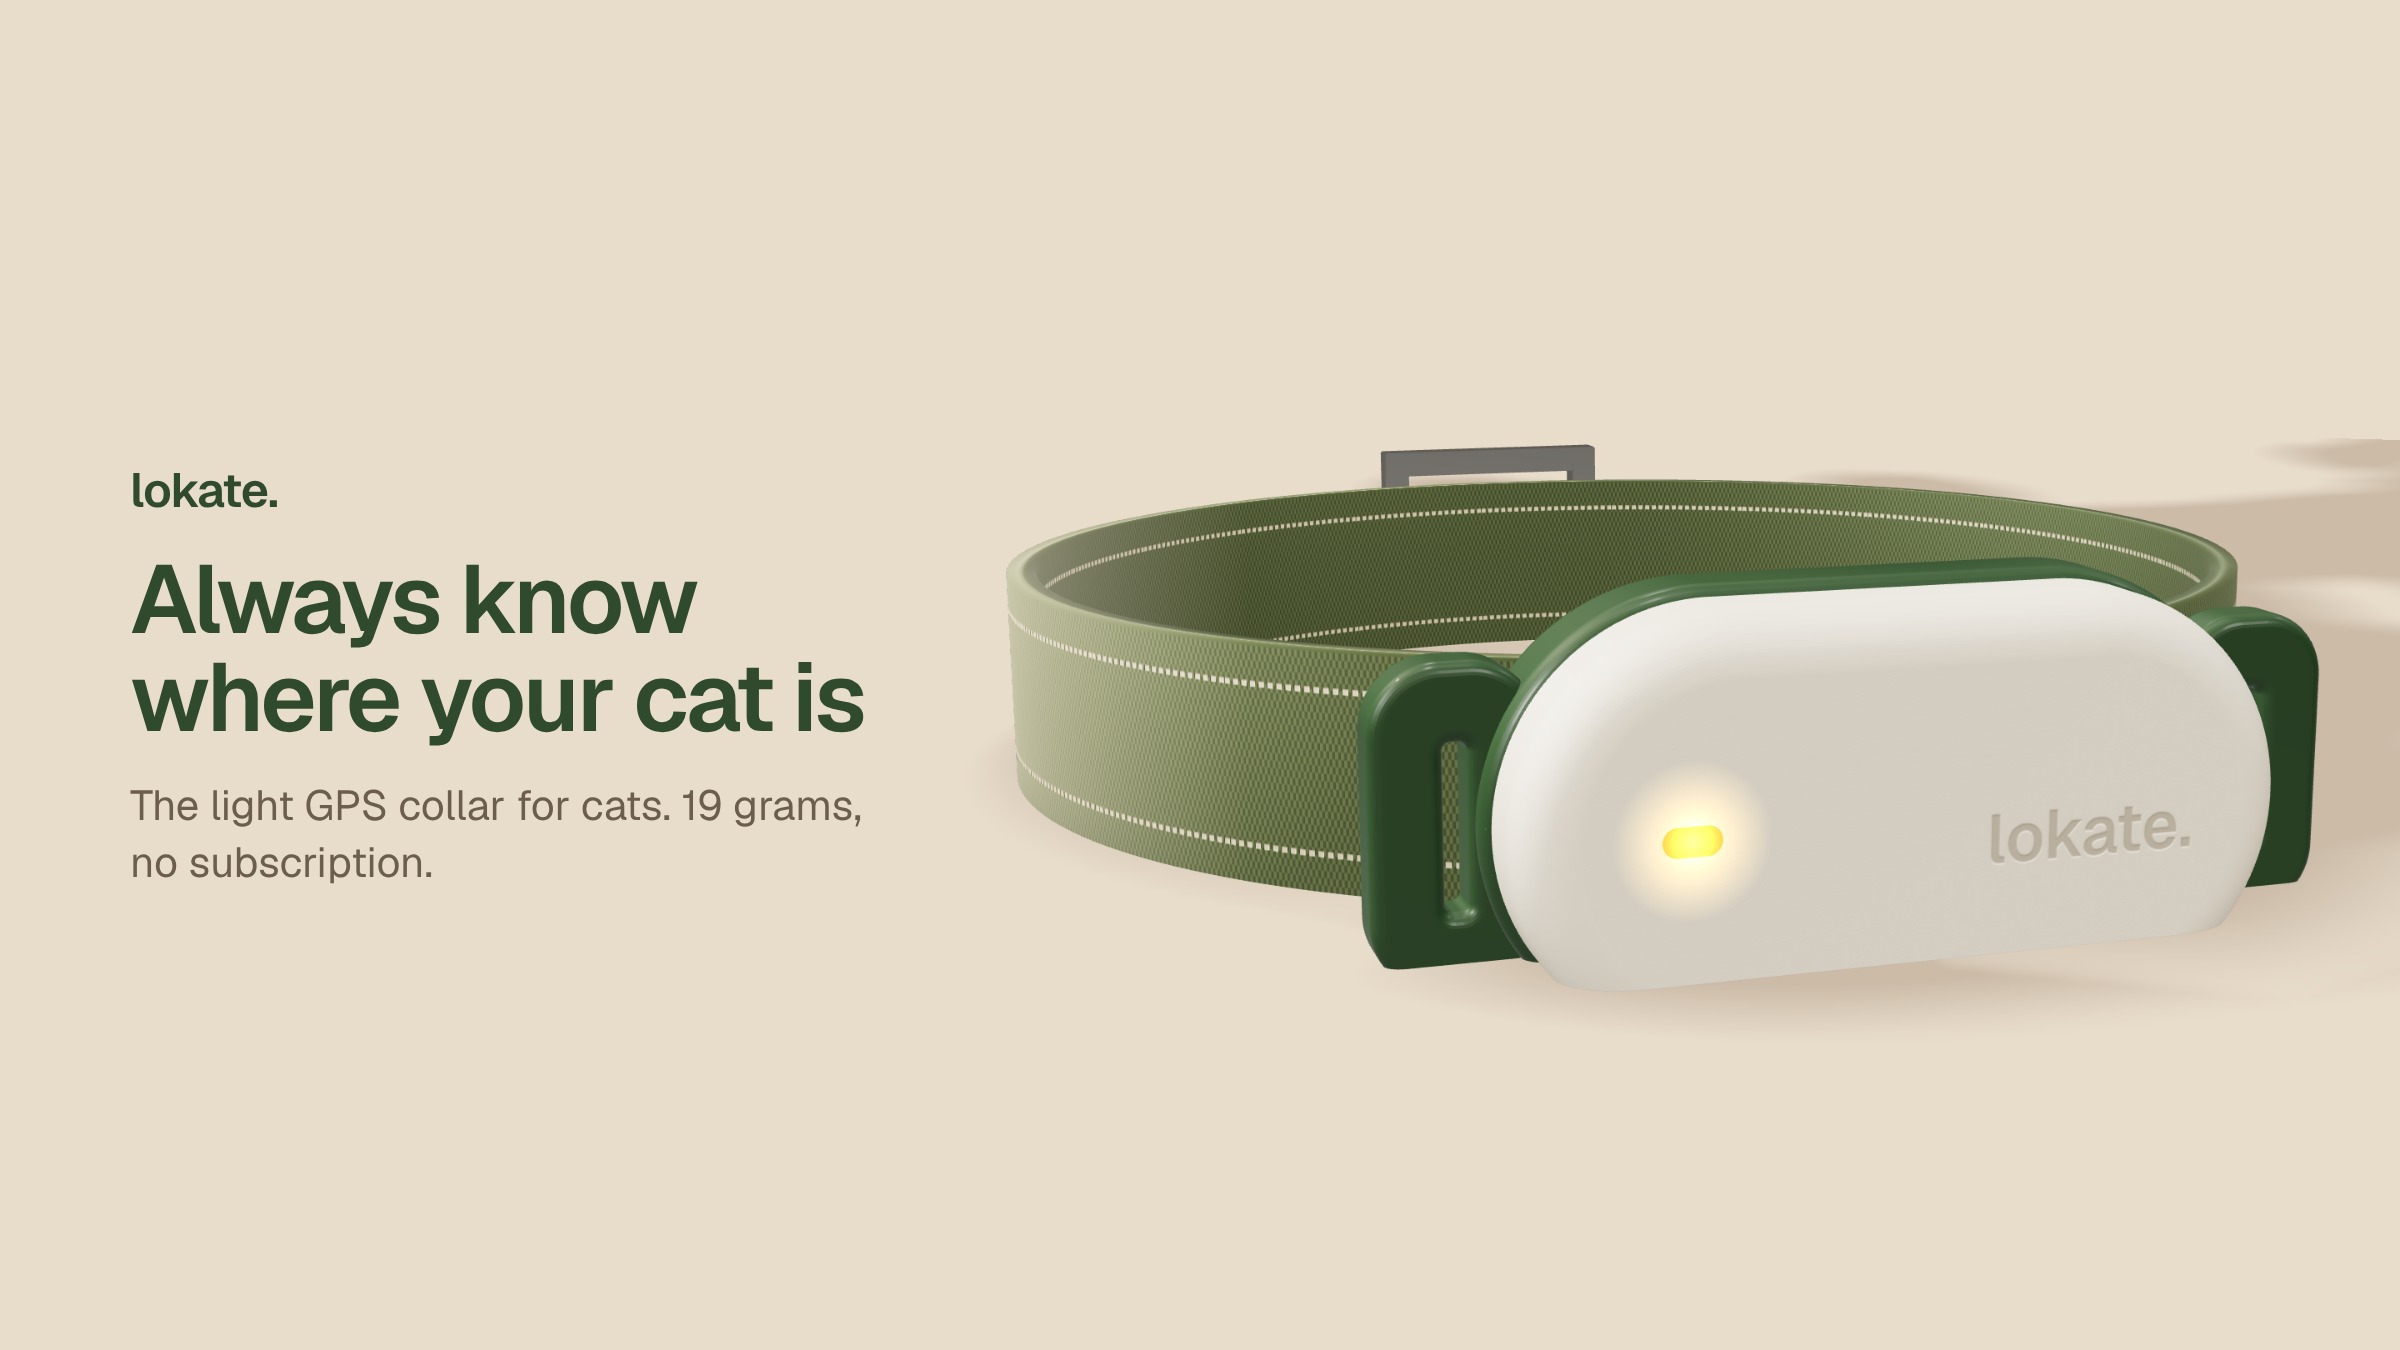 lokate.
Always know
where your cat is
The light GPS collar for cats. 19 grams,
no subscription.
lokate.